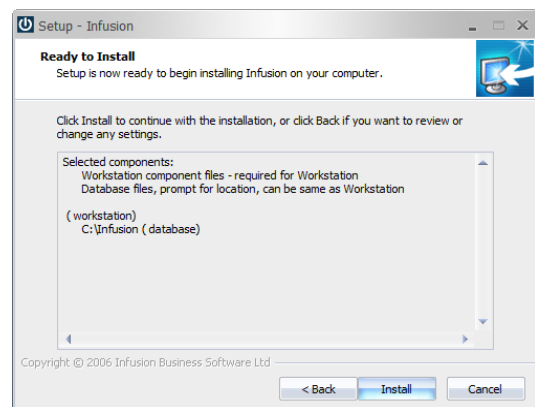 Setup - Infusion
Ready to Install
Setup is now ready to begin installing Infusion on your computer.
Click Install to continue with the installation, or click Back if you want to review or
change any settings.
Selected components:
Workstation component files - required for Workstation
Database files, prompt for location, can be same as Workstation
( workstation)
C:\Infusion ( database)
Copyright © 2006 Infusion Business Software Ltd
< Back
Install
Cancel